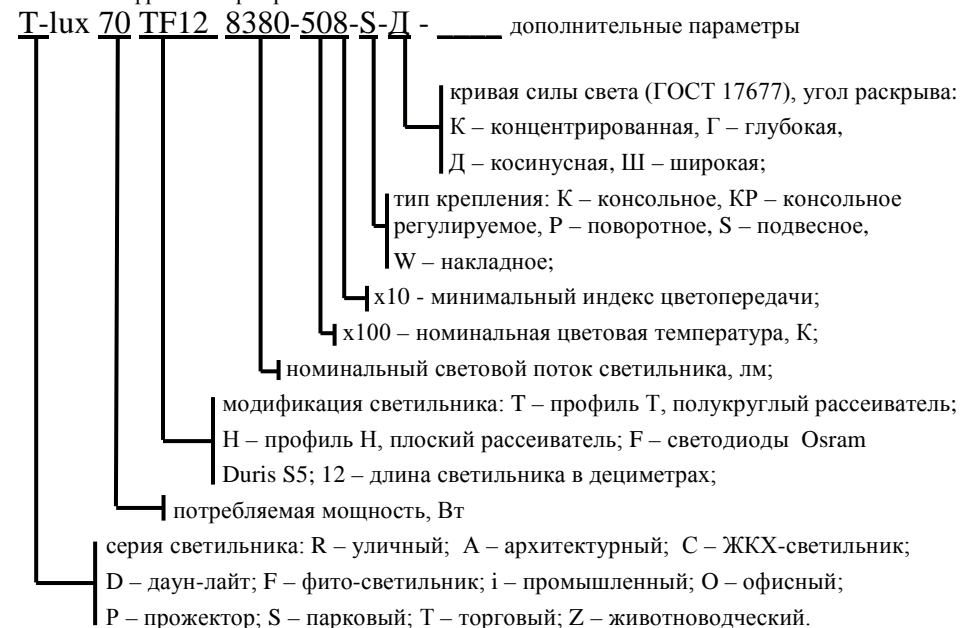 T-lux 70 TF12 8380-508-S-Д - ____ дополнительные параметры
кривая силы света (ГОСТ 17677), угол раскрыва:
К – концентрированная, Г – глубокая,
Д – косинусная, Ш – широкая;
тип крепления: К – консольное, КР – консольное
регулируемое, Р – поворотное, S – подвесное,
W – накладное;
х10 - минимальный индекс цветопередачи;
х100 – номинальная цветовая температура, К;
номинальный световой поток светильника, лм;
модификация светильника: Т – профиль Т, полукруглый рассеиватель;
Н – профиль Н, плоский рассеиватель; F – светодиоды Osram
Duris S5; 12 – длина светильника в дециметрах;
потребляемая мощность, Вт
серия светильника: R – уличный; А – архитектурный; С – ЖКХ-светильник;
D – даун-лайт; F – фито-светильник; i – промышленный; О – офисный;
Р – прожектор; S – парковый; Т – торговый; Z – животноводческий.